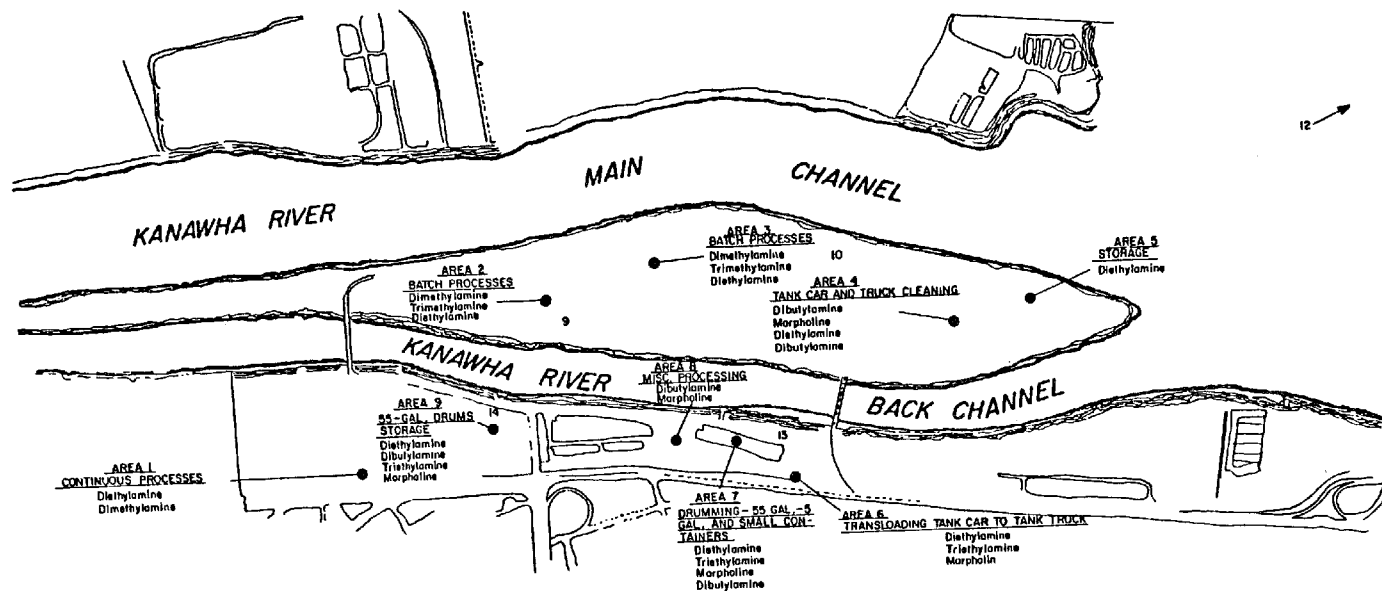 12
MAIN CHANNEL
KANAWHA RIVER
AREA 3
BATCH PROCESSES
Dimethylamine
Trimethylamine
Diethylamine
10
AREA 5
STORAGE
Diethylamine
AREA 2
BATCH PROCESSES
Dimethylamine
Trimethylamine
Diethylamine
9
AREA 4
TANK CAR AND TRUCK CLEANING
Dibutylamine
Morpholine
Diethylamine
Dibutylamine
KANAWHA RIVER BACK CHANNEL
AREA 8
MISC. PROCESSING
Dibutylamine
Morpholine
AREA 9
55-GAL. DRUMS
STORAGE
Diethylamine
Dibutylamine
Triethylamine
Morpholine
14
15
AREA 1
CONTINUOUS PROCESSES
Diethylamine
Dimethylamine
AREA 7
DRUMMING-55 GAL.,-5
GAL, AND SMALL CON-
TAINERS
Diethylamine
Triethylamine
Morpholine
Dibutylamine
AREA 6
TRANSLOADING TANK CAR TO TANK TRUCK
Diethylamine
Triethylamine
Morpholin